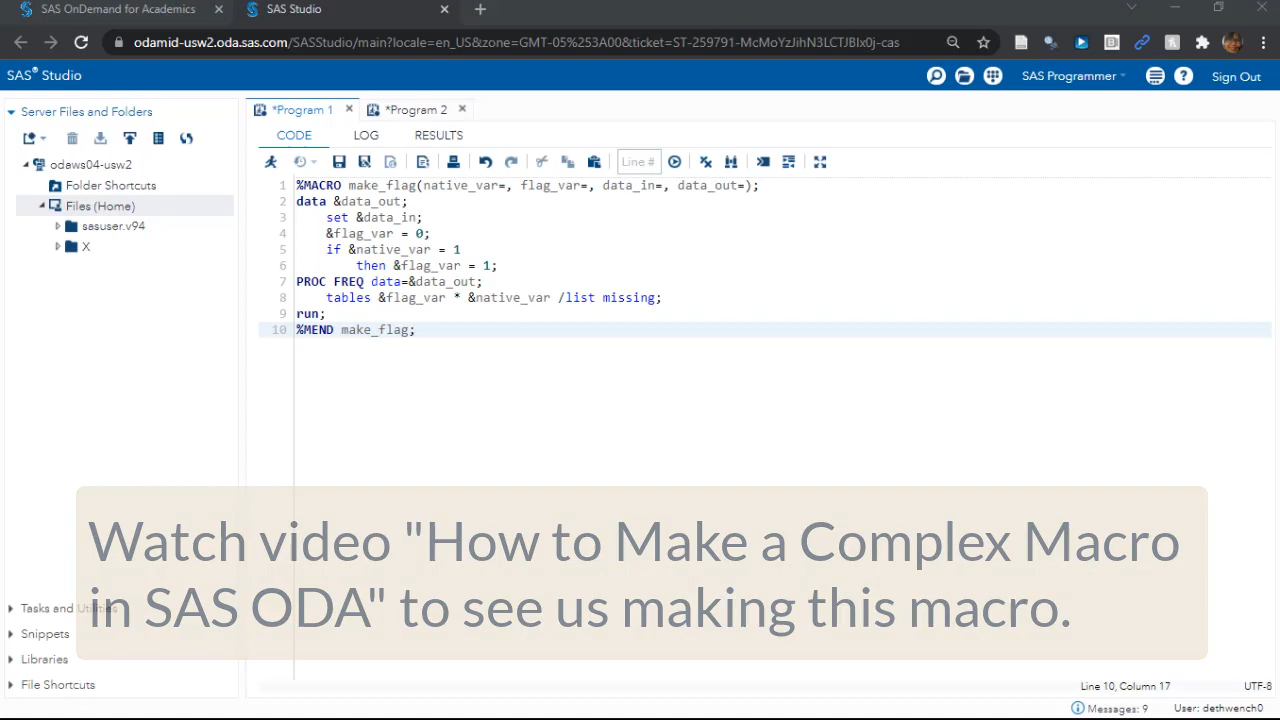 SAS OnDemand for Academics
SAS Studio
odamid-usw2.oda.sas.com/SASStudio/main?locale=en_US&zone=GMT-05%253A00&ticket=ST-259791-McMoYzJihN3LCTJBIx0j-cas
SAS® Studio
SAS Programmer
Sign Out
Server Files and Folders
*Program 1
*Program 2
CODE LOG RESULTS
Line #
odaws04-usw2
Folder Shortcuts
Files (Home)
sasuser.v94
X
1 %MACRO make_flag(native_var=, flag_var=, data_in=, data_out=);
2 data &data_out;
3 set &data_in;
4 &flag_var = 0;
5 if &native_var = 1
6 then &flag_var = 1;
7 PROC FREQ data=&data_out;
8 tables &flag_var * &native_var /list missing;
9 run;
10 %MEND make_flag;
Watch video "How to Make a Complex Macro
in SAS ODA" to see us making this macro.
Tasks and Utilities
Snippets
Libraries
File Shortcuts
Line 10, Column 17
UTF-8
Messages: 9
User: dethwench0